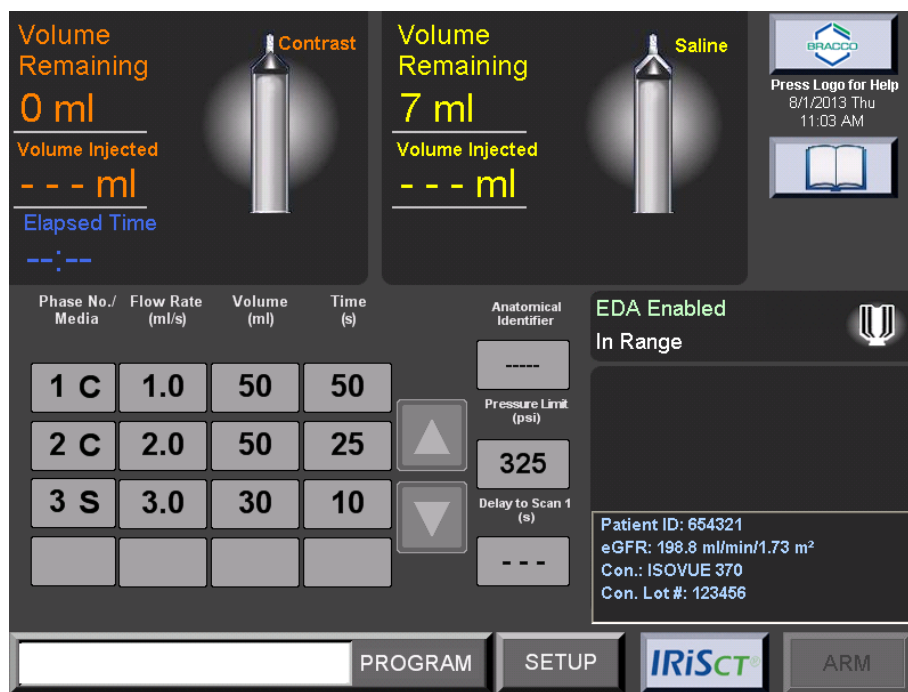 Volume
Remaining
Contrast
0 ml
Volume Injected
- - - ml
Elapsed Time
--:--
Volume
Remaining
Saline
7 ml
Volume Injected
- - - ml
BRACCO
Press Logo for Help
8/1/2013 Thu
11:03 AM
Phase No./
Media
Flow Rate
(ml/s)
Volume
(ml)
Time
(s)
1 C 1.0 50 50
2 C 2.0 50 25
3 S 3.0 30 10
Anatomical
Identifier
-----
Pressure Limit
(psi)
325
Delay to Scan 1
(s)
- - -
EDA Enabled
In Range
Patient ID: 654321
eGFR: 198.8 ml/min/1.73 m²
Con.: ISOVUE 370
Con. Lot #: 123456
PROGRAM
SETUP
IRiSCT®
ARM